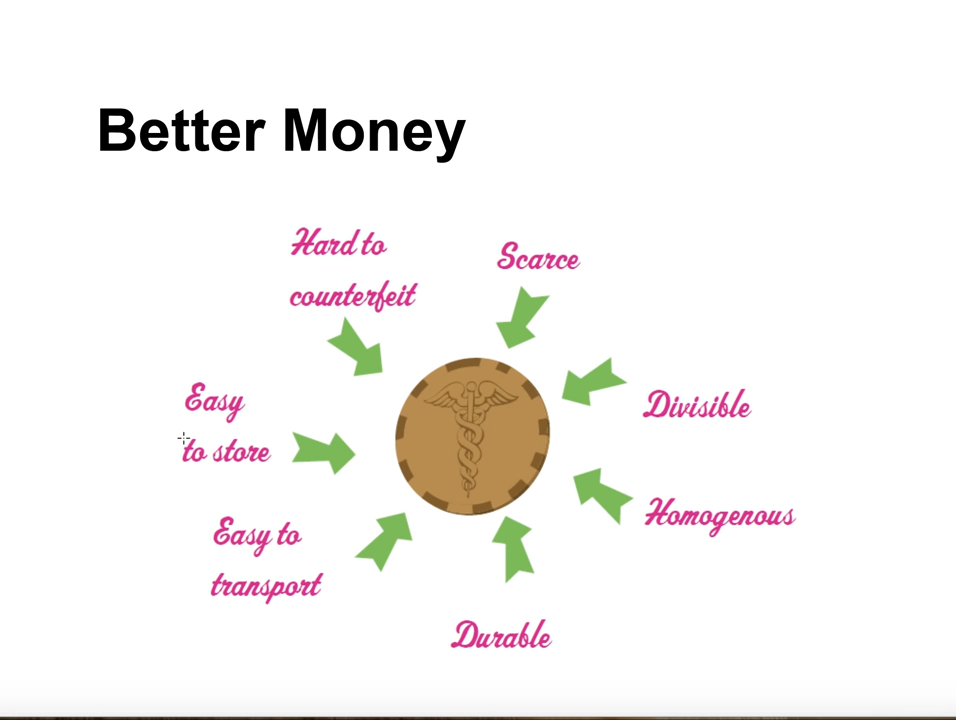 Better Money
Hard to
counterfeit
Scarce
Easy
to store
Divisible
Easy to
transport
Homogenous
Durable